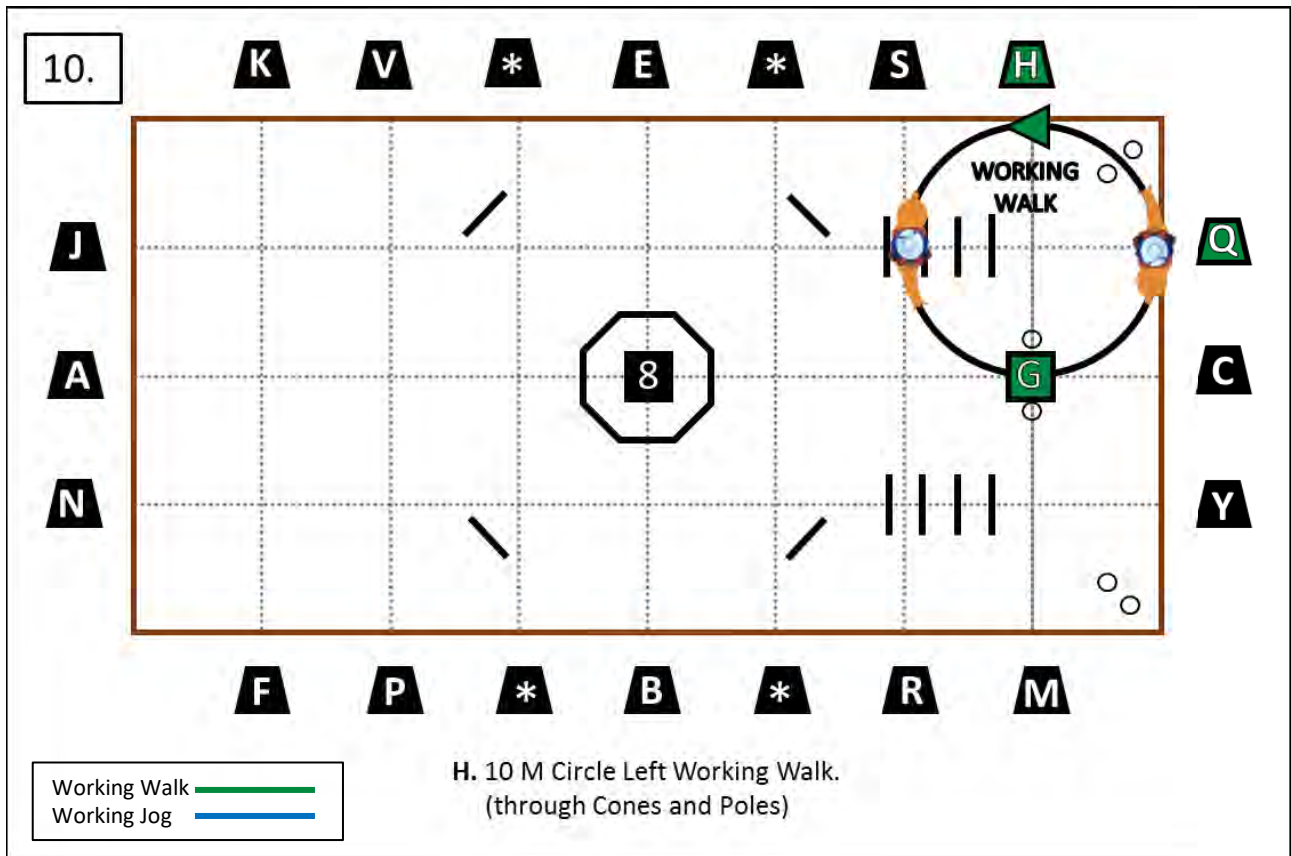 10.
K V * E * S H
WORKING
WALK
J Q
8
G
A C
N Y
F P * B * R M
H. 10 M Circle Left Working Walk.
(through Cones and Poles)
Working Walk
Working Jog